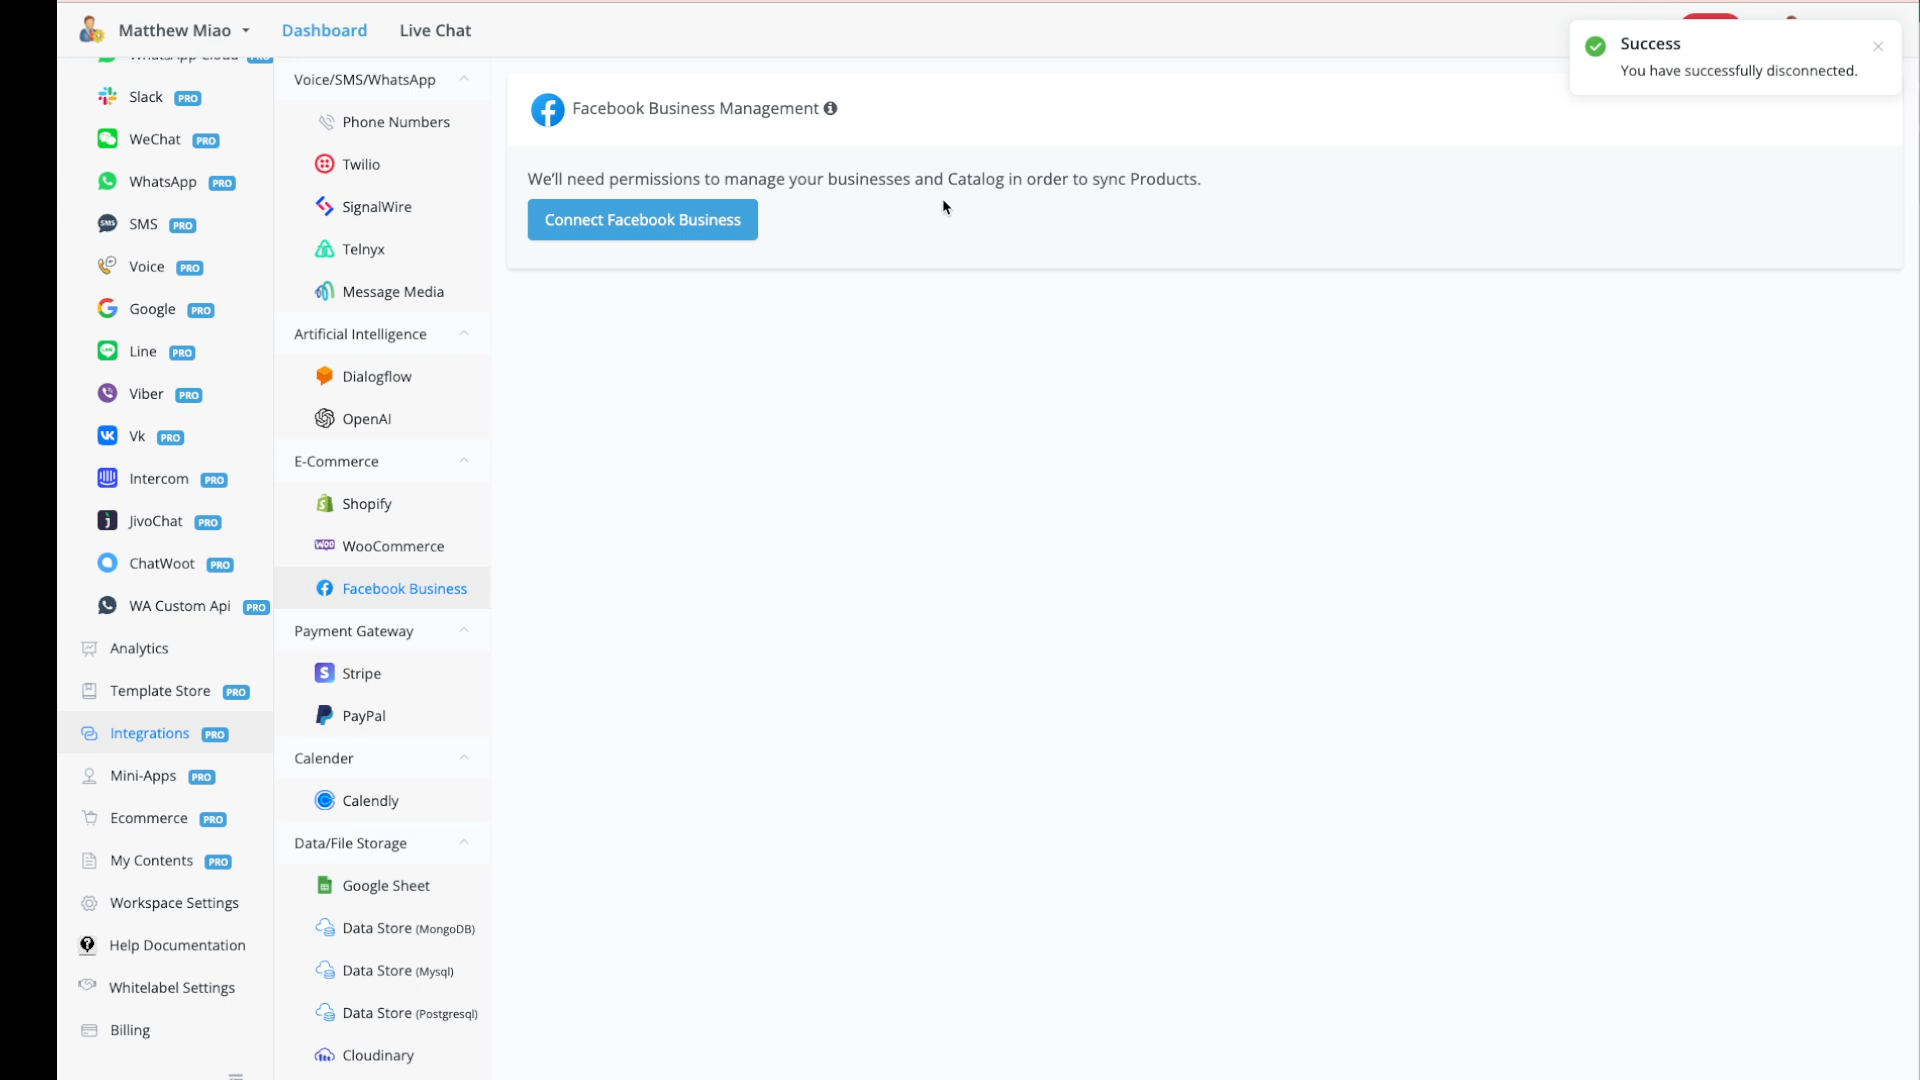 Matthew Miao
Dashboard
Live Chat
Success
You have successfully disconnected.
WhatsApp Cloud PRO
Slack PRO
WeChat PRO
WhatsApp PRO
SMS PRO
Voice PRO
Google PRO
Line PRO
Viber PRO
Vk PRO
Intercom PRO
JivoChat PRO
ChatWoot PRO
WA Custom Api PRO
Analytics
Template Store PRO
Integrations PRO
Mini-Apps PRO
Ecommerce PRO
My Contents PRO
Workspace Settings
Help Documentation
Whitelabel Settings
Billing
Voice/SMS/WhatsApp
Phone Numbers
Twilio
SignalWire
Telnyx
Message Media
Artificial Intelligence
Dialogflow
OpenAI
E-Commerce
Shopify
WooCommerce
Facebook Business
Payment Gateway
Stripe
PayPal
Calender
Calendly
Data/File Storage
Google Sheet
Data Store (MongoDB)
Data Store (Mysql)
Data Store (Postgresql)
Cloudinary
Facebook Business Management
We'll need permissions to manage your businesses and Catalog in order to sync Products.
Connect Facebook Business